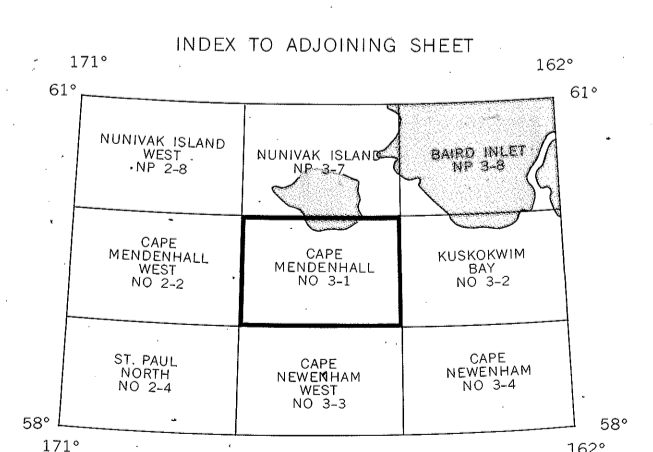 INDEX TO ADJOINING SHEET
171°
162°
61°
61°
NUNIVAK ISLAND
WEST
NP 2-8
NUNIVAK ISLAND
NP 3-7
BAIRD INLET
NP 3-8
CAPE
MENDENHALL
WEST
NO 2-2
CAPE
MENDENHALL
NO 3-1
KUSKOKWIM
BAY
NO 3-2
ST. PAUL
NORTH
NO 2-4
CAPE
NEWENHAM
WEST
NO 3-3
CAPE
NEWENHAM
NO 3-4
58°
58°
171°
162°